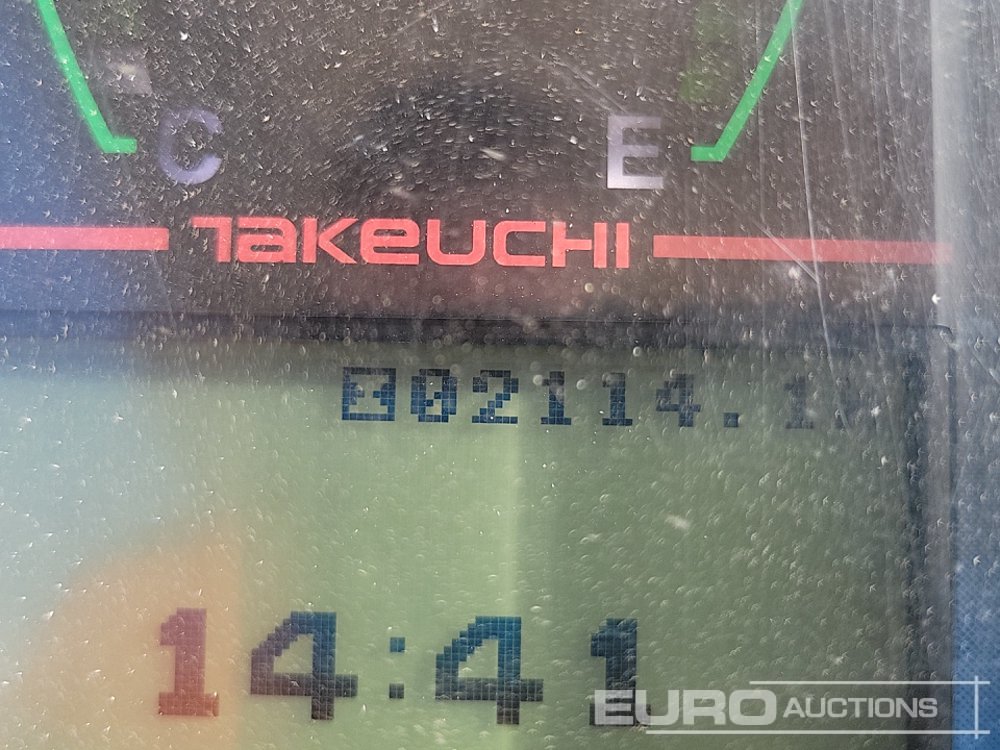 C E
TAKEUCHI
02114.1
14:41
EURO AUCTIONS